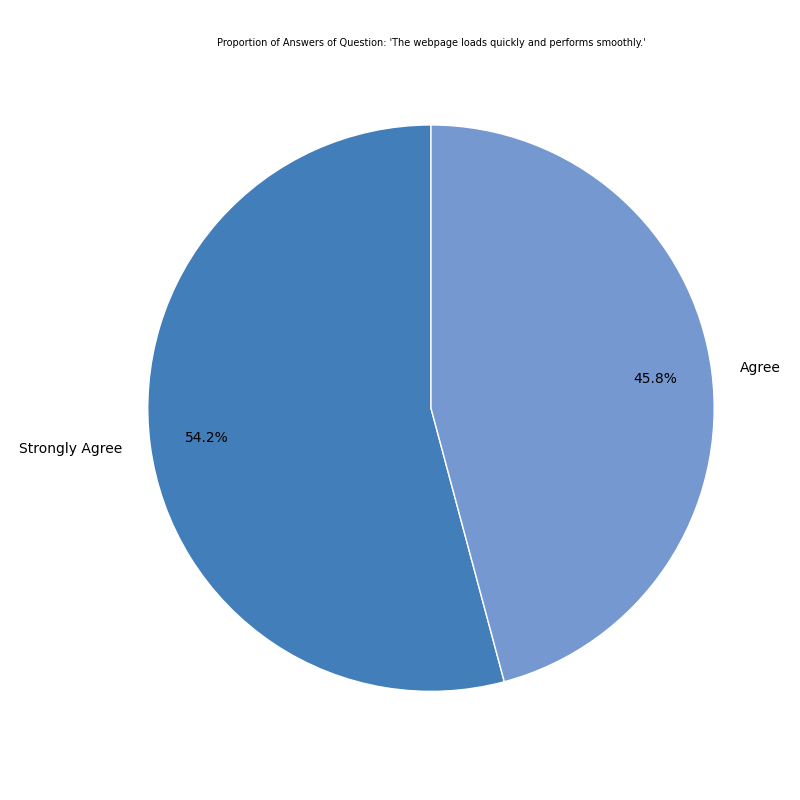 Proportion of Answers of Question: 'The webpage loads quickly and performs smoothly.'
Agree
45.8%
54.2%
Strongly Agree